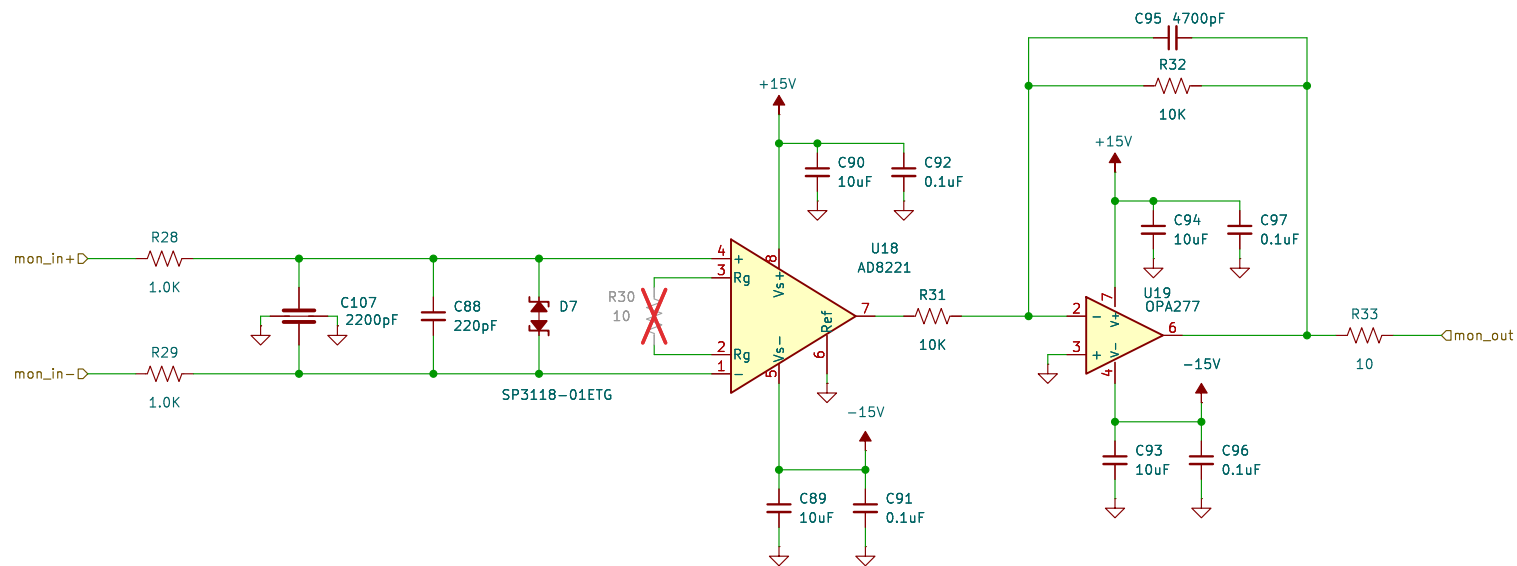 C95 4700pF
R32
10K
+15V
C90
10uF
C92
0.1uF
+15V
C94
10uF
C97
0.1uF
mon_in+
R28
1.0K
C107
2200pF
C88
220pF
D7
SP3118-01ETG
R30
10
mon_in-
R29
1.0K
U18
AD8221
4
+
3
Rg
2
Rg
1
-
8
Vs+
5
Vs-
6
Ref
7
R31
10K
U19
OPA277
2
-
3
+
7
V+
4
V-
6
R33
10
mon_out
-15V
C89
10uF
C91
0.1uF
-15V
C93
10uF
C96
0.1uF